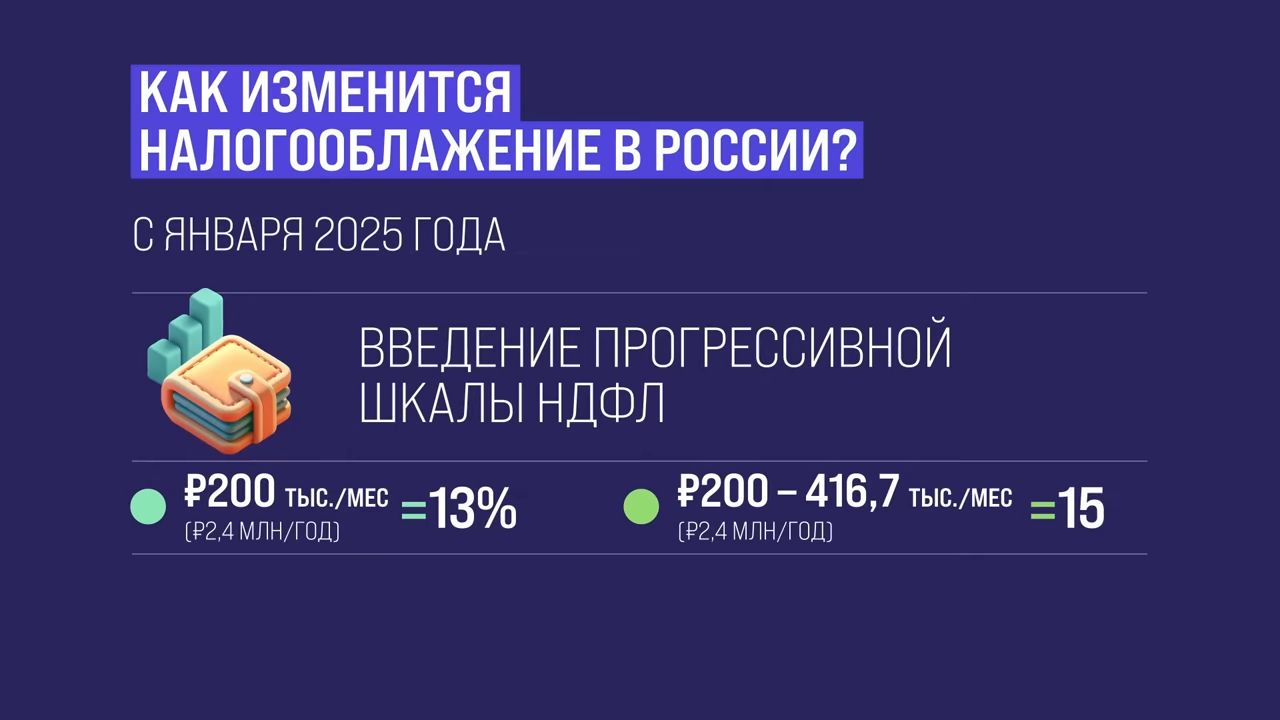 КАК ИЗМЕНИТСЯ
НАЛОГООБЛАЖЕНИЕ В РОССИИ?
С ЯНВАРЯ 2025 ГОДА
ВВЕДЕНИЕ ПРОГРЕССИВНОЙ
ШКАЛЫ НДФЛ
₽200 ТЫС./МЕС =13%
(₽2,4 МЛН/ГОД)
₽200 – 416,7 ТЫС./МЕС =15
(₽2,4 МЛН/ГОД)